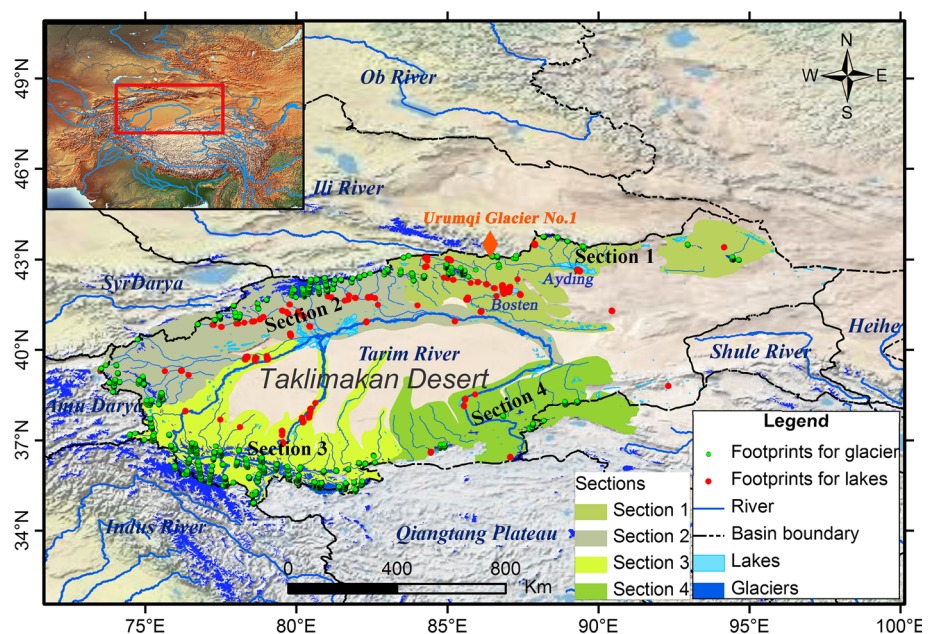 N
W E
S
49°N
46°N
43°N
40°N
37°N
34°N
Ob River
Ili River
Urumqi Glacier No.1
Section 1
Ayding
SyrDarya
Section 2
Bosten
Heihe
Tarim River
Shule River
Taklimakan Desert
Section 4
Amu Darya
Section 3
Indus River
Qiangtang Plateau
0 400 800
Km
Sections
Section 1
Section 2
Section 3
Section 4
Legend
Footprints for glacier
Footprints for lakes
River
Basin boundary
Lakes
Glaciers
75°E 80°E 85°E 90°E 95°E 100°E